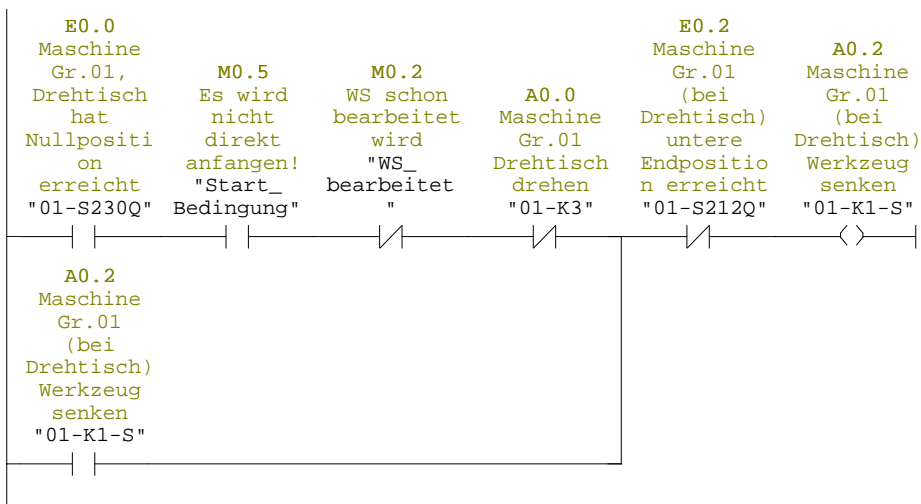 E0.0
Maschine
Gr.01,
Drehtisch
hat
Nullpositi
on
erreicht
"01-S230Q"
M0.5
Es wird
nicht
direkt
anfangen!
"Start_
Bedingung"
M0.2
WS schon
bearbeitet
wird
"WS_
bearbeitet
"
A0.0
Maschine
Gr.01
Drehtisch
drehen
"01-K3"
E0.2
Maschine
Gr.01
(bei
Drehtisch)
untere
Endpositio
n erreicht
"01-S212Q"
A0.2
Maschine
Gr.01
(bei
Drehtisch)
Werkzeug
senken
"01-K1-S"
A0.2
Maschine
Gr.01
(bei
Drehtisch)
Werkzeug
senken
"01-K1-S"